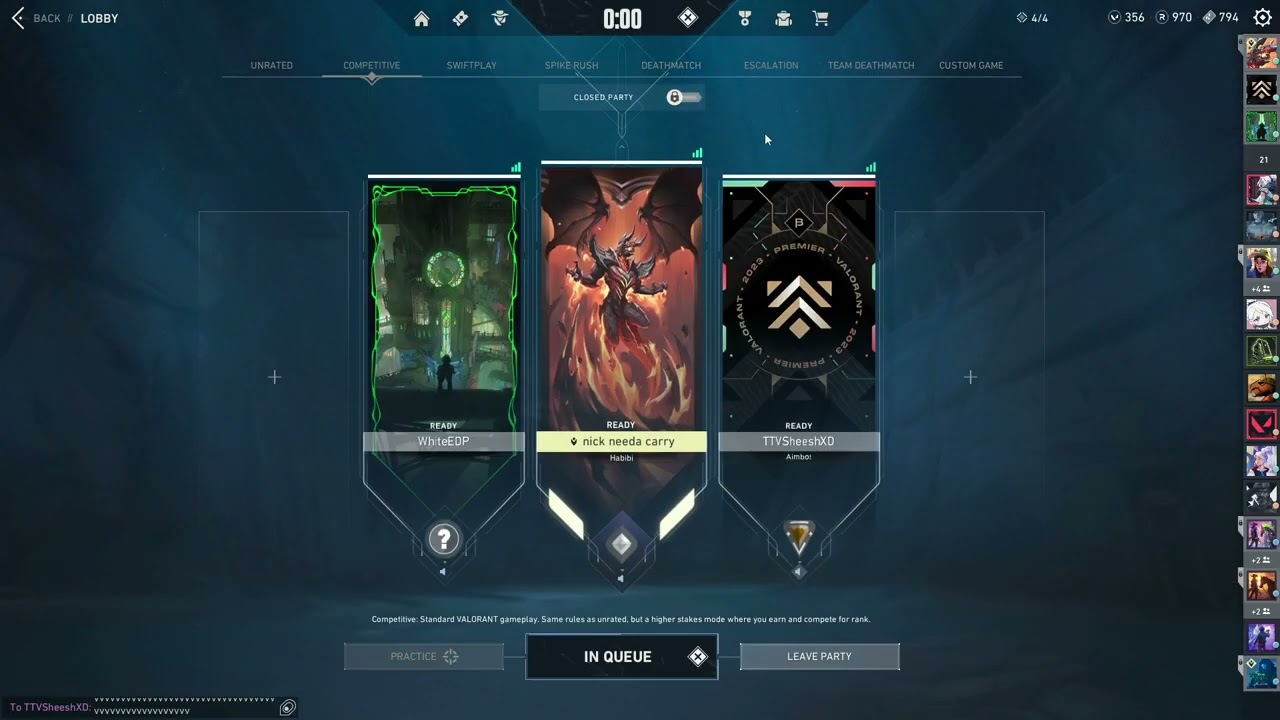 BACK // LOBBY
0:00
4/4
356
970
794
UNRATED
COMPETITIVE
SWIFTPLAY
SPIKE RUSH
DEATHMATCH
ESCALATION
TEAM DEATHMATCH
CUSTOM GAME
CLOSED PARTY
21
+4
+2
+2
β
PREMIER · VALORANT · 2023 · PREMIER · VALORANT · 2023
READY
WhiteEDP
READY
nick needa carry
Habibi
READY
TTVSheeshXD
Aimbot
?
Competitive: Standard VALORANT gameplay. Same rules as unrated, but a higher stakes mode where you earn and compete for rank.
PRACTICE
IN QUEUE
LEAVE PARTY
To TTVSheeshXD: